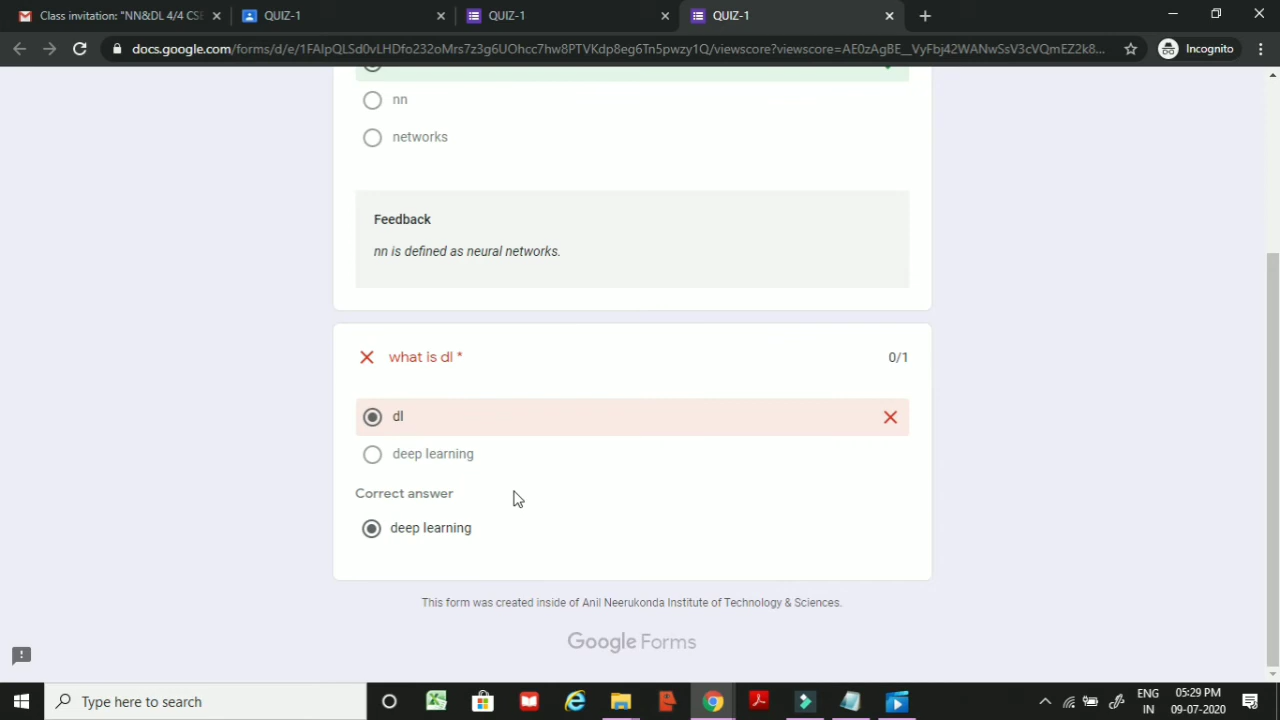 Class invitation: "NN&DL 4/4 CSE
QUIZ-1
QUIZ-1
QUIZ-1
docs.google.com/forms/d/e/1FAIpQLSd0vLHDfo232oMrs7z3g6UOhcc7hw8PTVKdp8eg6Tn5pwzy1Q/viewscore?viewscore=AE0zAgBE__VyFbj42WANwSsV3cVQmEZ2k8...
Incognito
nn
networks
Feedback
nn is defined as neural networks.
what is dl *
0/1
dl
deep learning
Correct answer
deep learning
This form was created inside of Anil Neerukonda Institute of Technology & Sciences.
Google Forms
Type here to search
ENG
IN
05:29 PM
09-07-2020